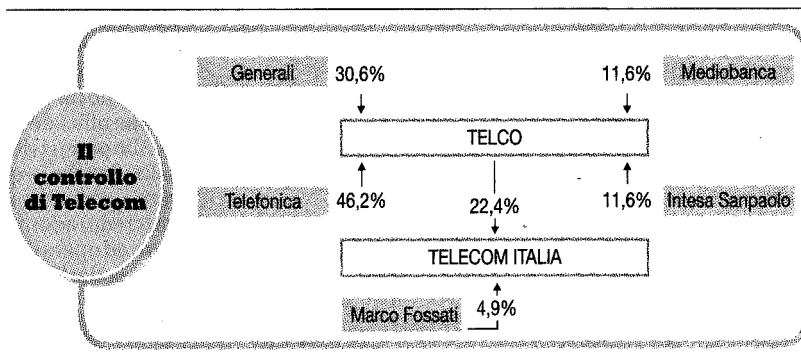 Il
controllo
di Telecom
Generali 30,6% 11,6% Mediobanca
TELCO
Telefonica 46,2% 22,4% 11,6% Intesa Sanpaolo
TELECOM ITALIA
Marco Fossati 4,9%